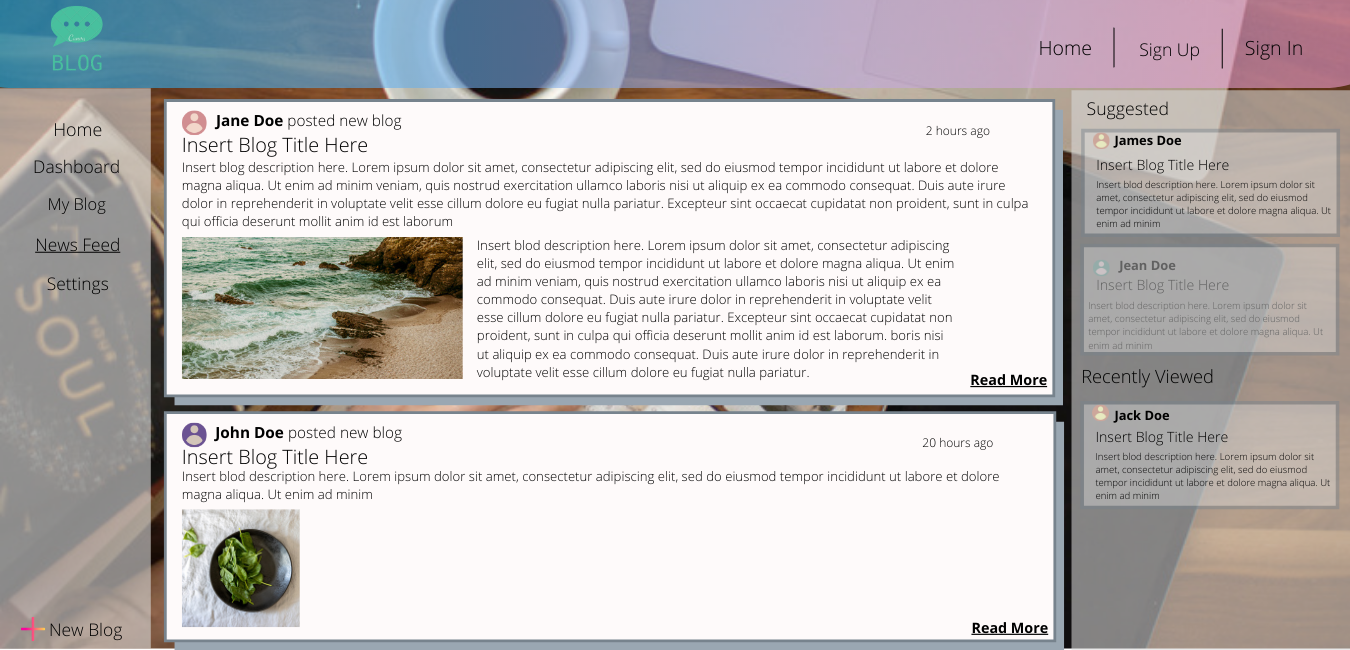 BLOG
Home
Sign Up
Sign In
Home
Dashboard
My Blog
News Feed
Settings
New Blog
SOUL
Jane Doe posted new blog
2 hours ago
Insert Blog Title Here
Insert blog description here. Lorem ipsum dolor sit amet, consectetur adipiscing elit, sed do eiusmod tempor incididunt ut labore et dolore
magna aliqua. Ut enim ad minim veniam, quis nostrud exercitation ullamco laboris nisi ut aliquip ex ea commodo consequat. Duis aute irure
dolor in reprehenderit in voluptate velit esse cillum dolore eu fugiat nulla pariatur. Excepteur sint occaecat cupidatat non proident, sunt in culpa
qui officia deserunt mollit anim id est laborum
Insert blod description here. Lorem ipsum dolor sit amet, consectetur adipiscing
elit, sed do eiusmod tempor incididunt ut labore et dolore magna aliqua. Ut enim
ad minim veniam, quis nostrud exercitation ullamco laboris nisi ut aliquip ex ea
commodo consequat. Duis aute irure dolor in reprehenderit in voluptate velit
esse cillum dolore eu fugiat nulla pariatur. Excepteur sint occaecat cupidatat non
proident, sunt in culpa qui officia deserunt mollit anim id est laborum. boris nisi
ut aliquip ex ea commodo consequat. Duis aute irure dolor in reprehenderit in
voluptate velit esse cillum dolore eu fugiat nulla pariatur.
Read More
John Doe posted new blog
20 hours ago
Insert Blog Title Here
Insert blod description here. Lorem ipsum dolor sit amet, consectetur adipiscing elit, sed do eiusmod tempor incididunt ut labore et dolore
magna aliqua. Ut enim ad minim
Read More
Suggested
James Doe
Insert Blog Title Here
Insert blod description here. Lorem ipsum dolor sit
amet, consectetur adipiscing elit, sed do eiusmod
tempor incididunt ut labore et dolore magna aliqua. Ut
enim ad minim
Jean Doe
Insert Blog Title Here
Insert blod description here. Lorem ipsum dolor sit
amet, consectetur adipiscing elit, sed do eiusmod
tempor incididunt ut labore et dolore magna aliqua. Ut
enim ad minim
Recently Viewed
Jack Doe
Insert Blog Title Here
Insert blod description here. Lorem ipsum dolor sit
amet, consectetur adipiscing elit, sed do eiusmod
tempor incididunt ut labore et dolore magna aliqua. Ut
enim ad minim